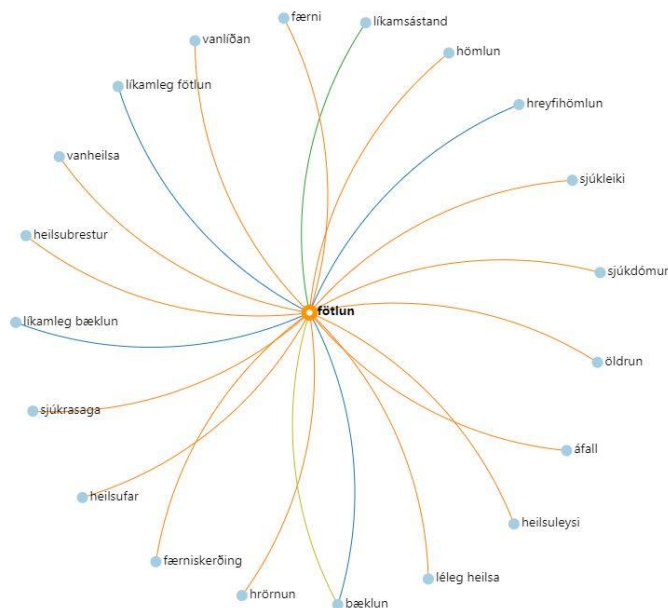 færni
líkamsástand
vanlíðan
hömlun
líkamleg fötlun
hreyfihömlun
vanheilsa
sjúkleiki
heilsubrestur
sjúkdómur
fötlun
líkamleg bæklun
öldrun
sjúkrasaga
áfall
heilsufar
heilsuleysi
færniskerðing
léleg heilsa
hrörnun
bæklun